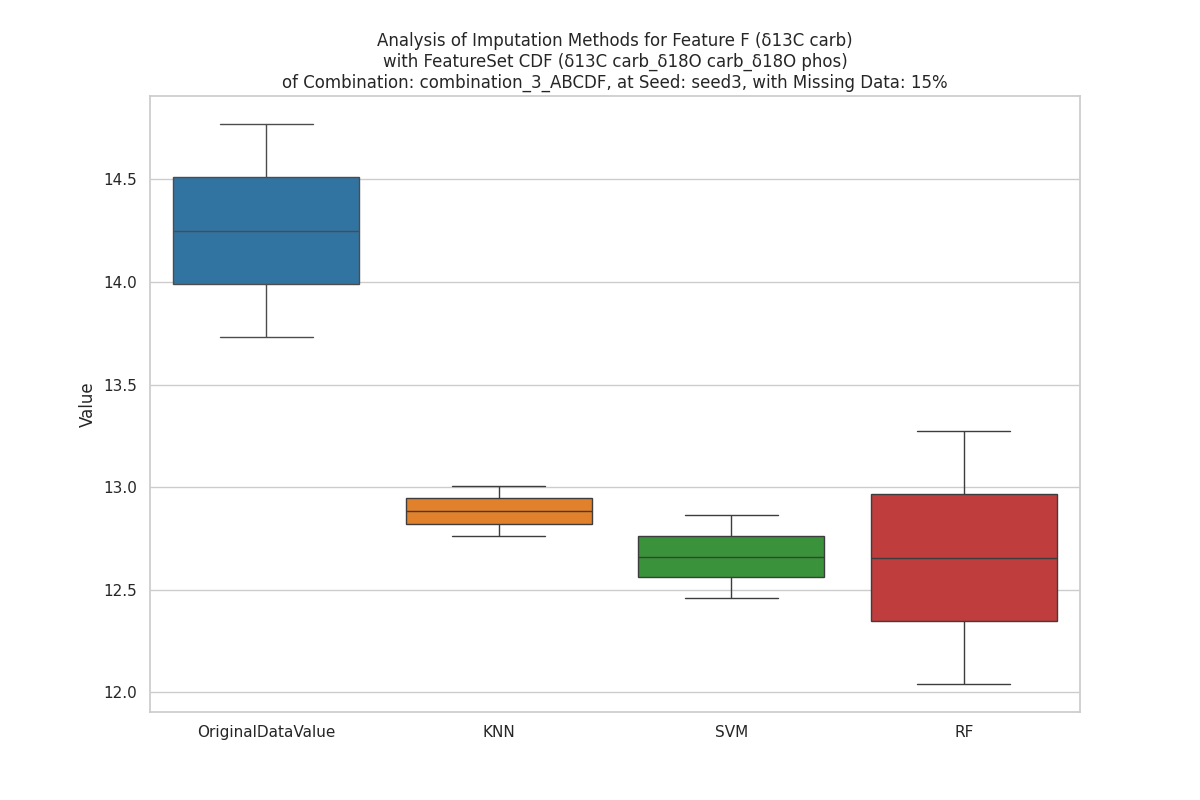 Analysis of Imputation Methods for Feature F (δ13C carb)
with FeatureSet CDF (δ13C carb_δ18O carb_δ18O phos)
of Combination: combination_3_ABCDF, at Seed: seed3, with Missing Data: 15%
14.5
14.0
13.5
13.0
12.5
12.0
Value
OriginalDataValue
KNN
SVM
RF